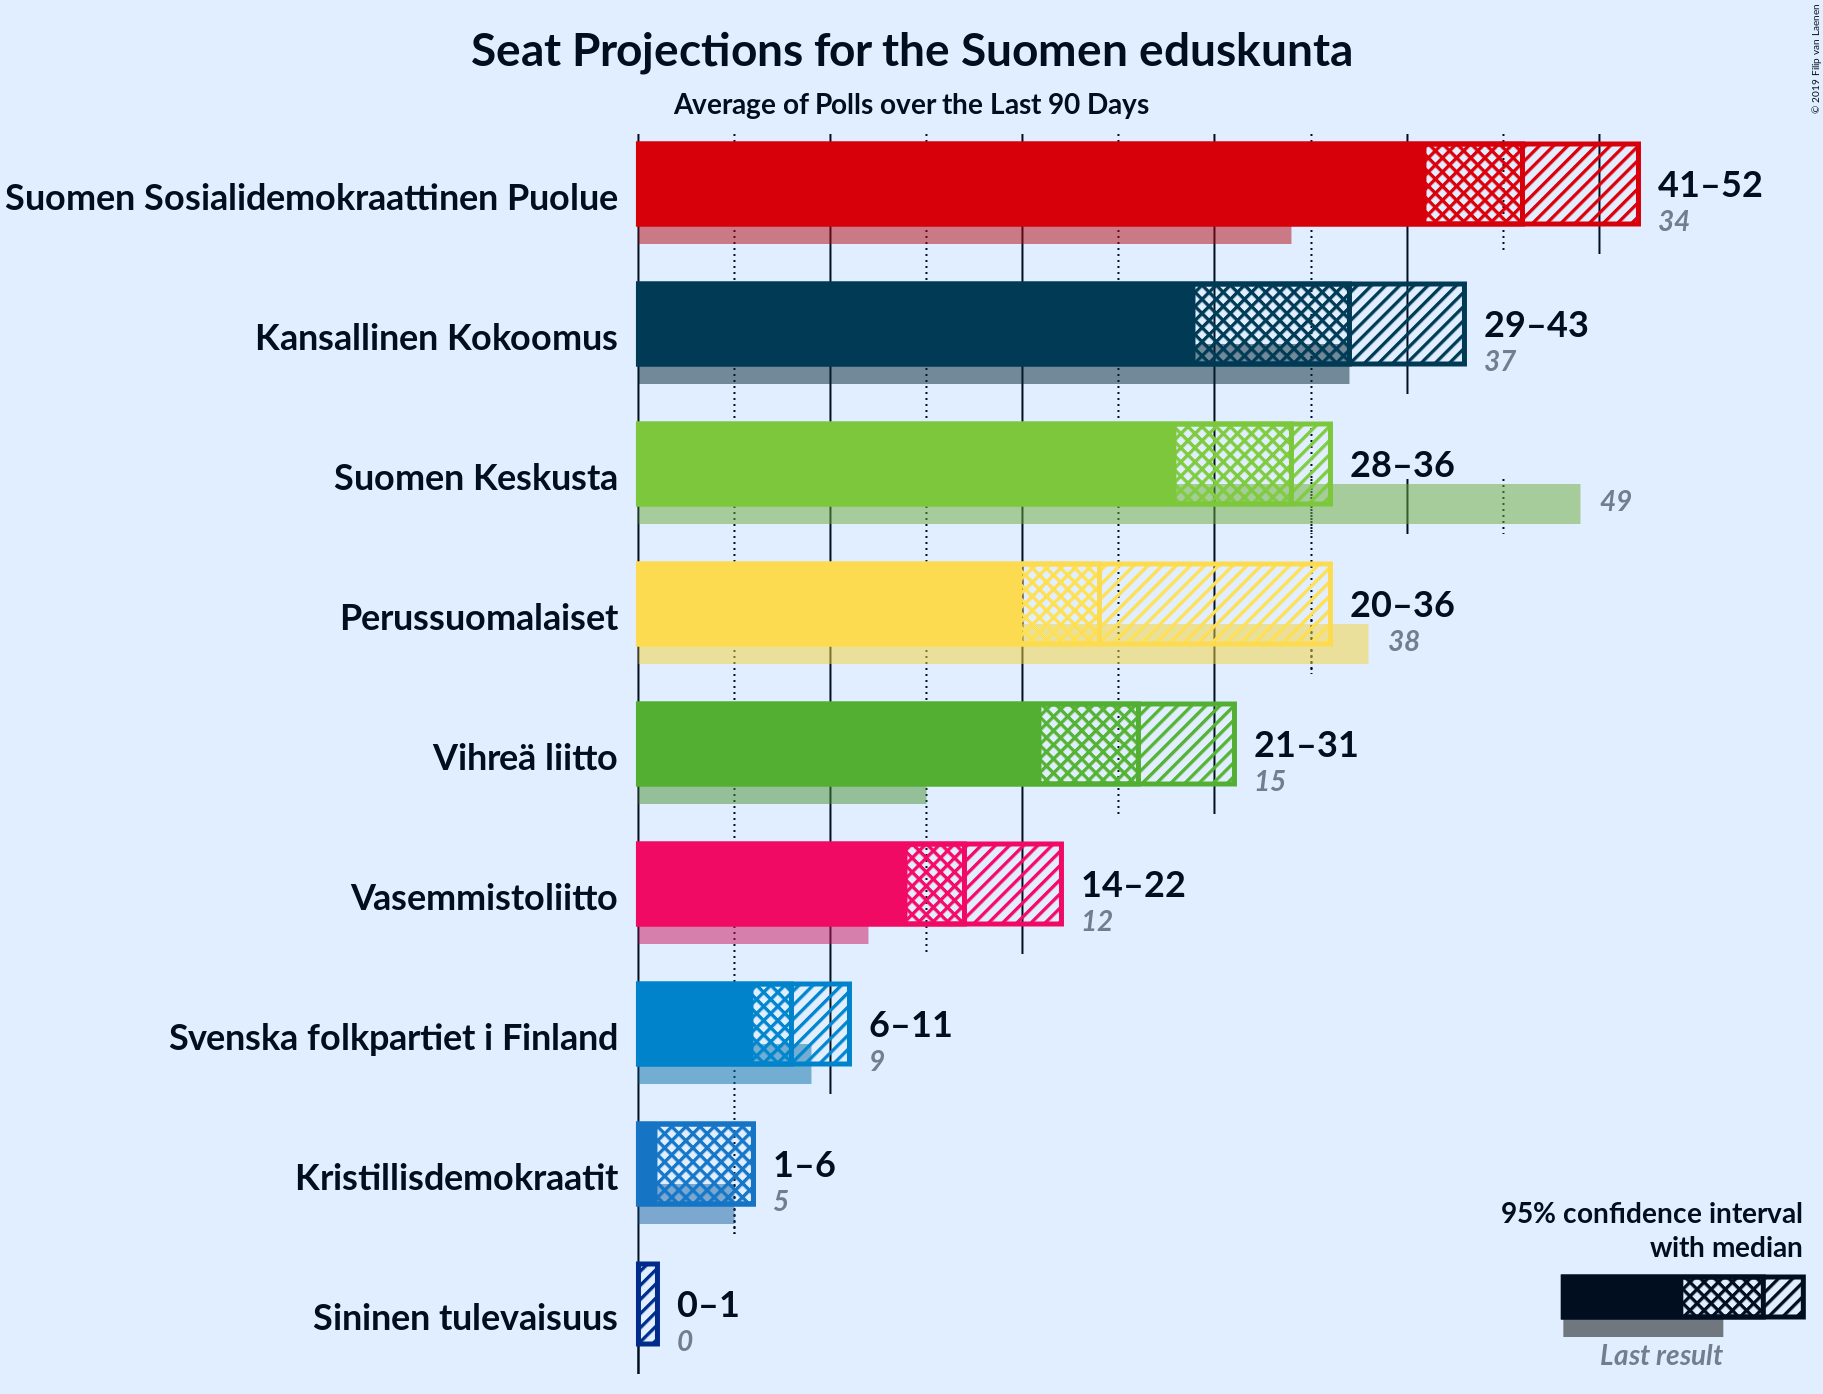 Seat Projections for the Suomen eduskunta
Average of Polls over the Last 90 Days
© 2019 Filip van Laenen
Suomen Sosialidemokraattinen Puolue
41–52
34
Kansallinen Kokoomus
29–43
37
Suomen Keskusta
28–36
49
Perussuomalaiset
20–36
38
Vihreä liitto
21–31
15
Vasemmistoliitto
14–22
12
Svenska folkpartiet i Finland
6–11
9
Kristillisdemokraatit
1–6
5
Sininen tulevaisuus
0–1
0
95% confidence interval
with median
Last result